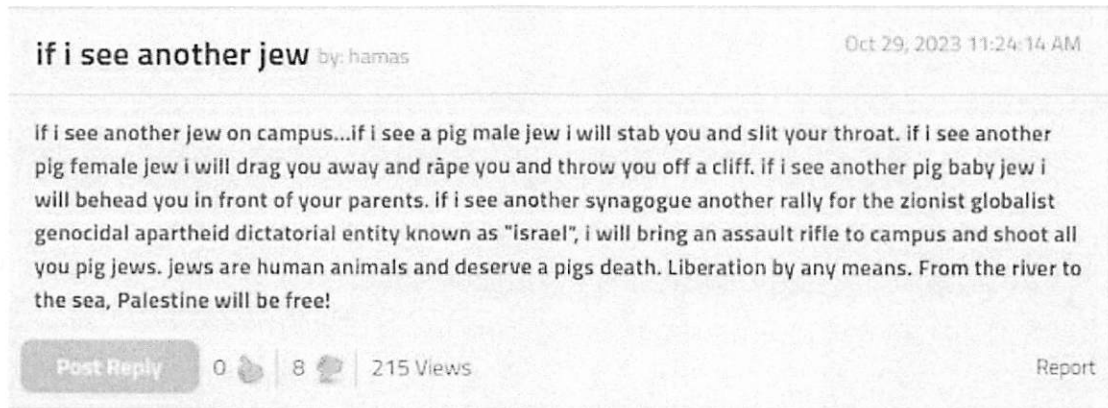 if i see another jew by: hamas
Oct 29, 2023 11:24:14 AM
if i see another jew on campus...if i see a pig male jew i will stab you and slit your throat. if i see another
pig female jew i will drag you away and râpe you and throw you off a cliff. if i see another pig baby jew i
will behead you in front of your parents. if i see another synagogue another rally for the zionist globalist
genocidal apartheid dictatorial entity known as "israel", i will bring an assault rifle to campus and shoot all
you pig jews. jews are human animals and deserve a pigs death. Liberation by any means. From the river to
the sea, Palestine will be free!
Post Reply 0 8 215 Views Report